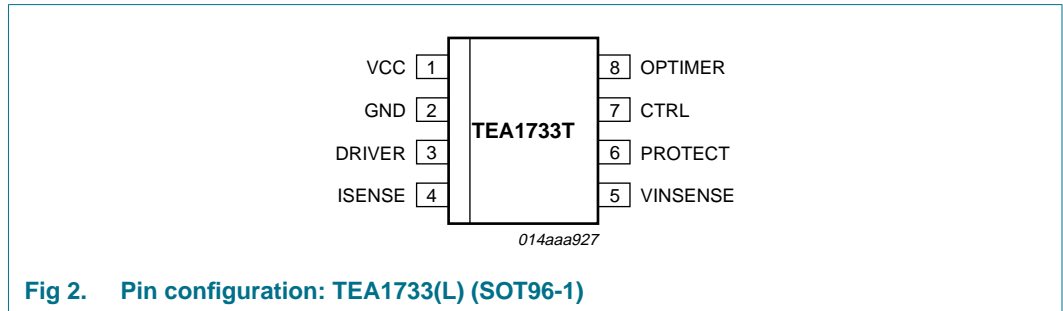 VCC 1 8 OPTIMER
GND 2 7 CTRL
TEA1733T
DRIVER 3 6 PROTECT
ISENSE 4 5 VINSENSE
014aaa927
Fig 2. Pin configuration: TEA1733(L) (SOT96-1)